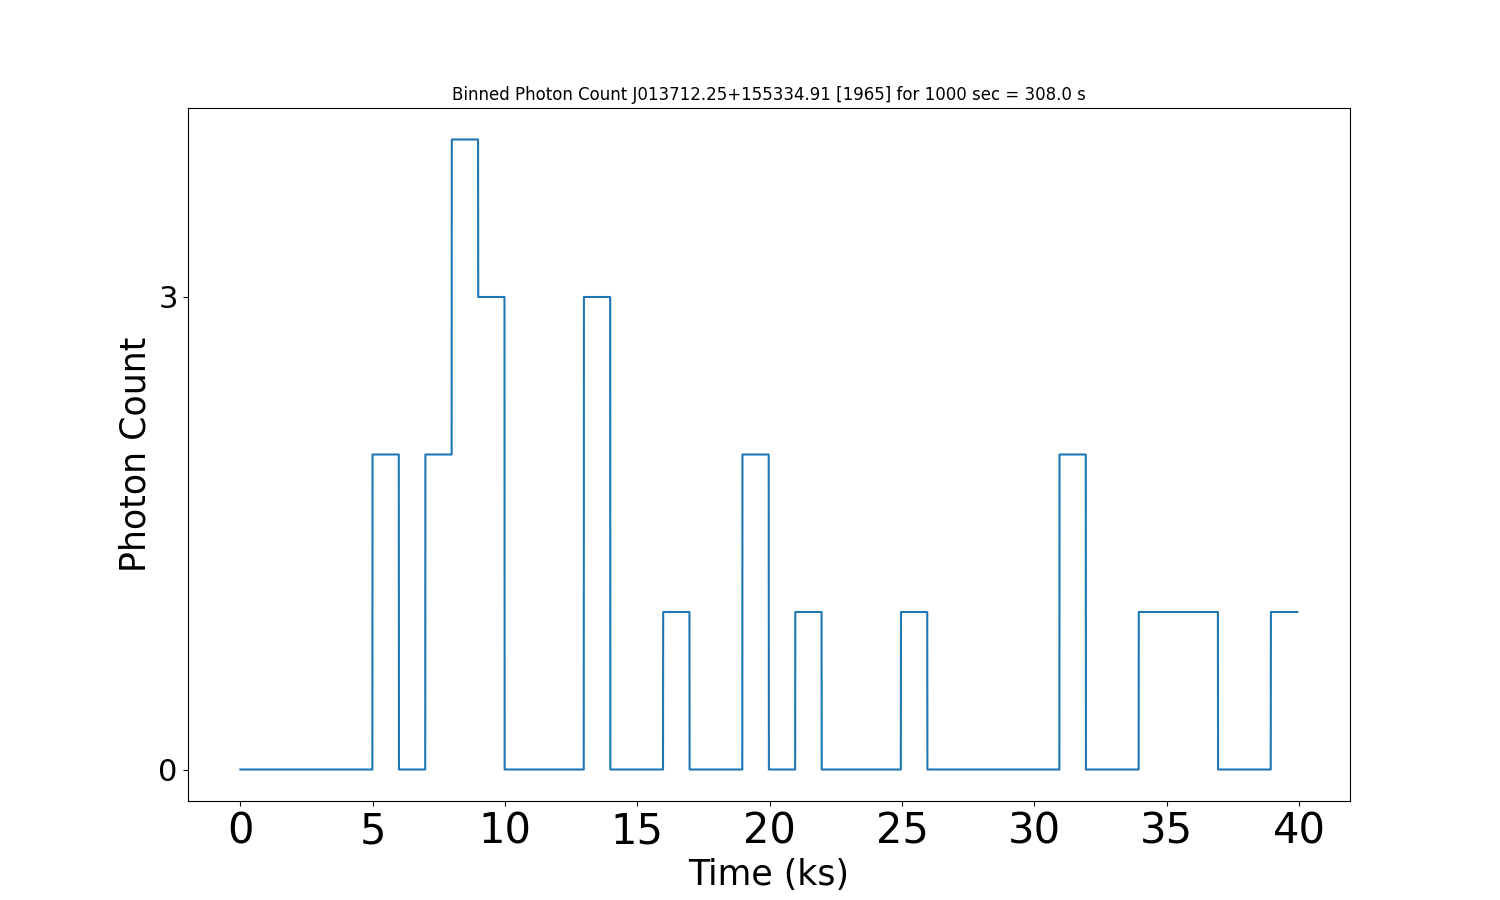 Binned Photon Count J013712.25+155334.91 [1965] for 1000 sec = 308.0 s
3
0
Photon Count
0 5 10 15 20 25 30 35 40
Time (ks)